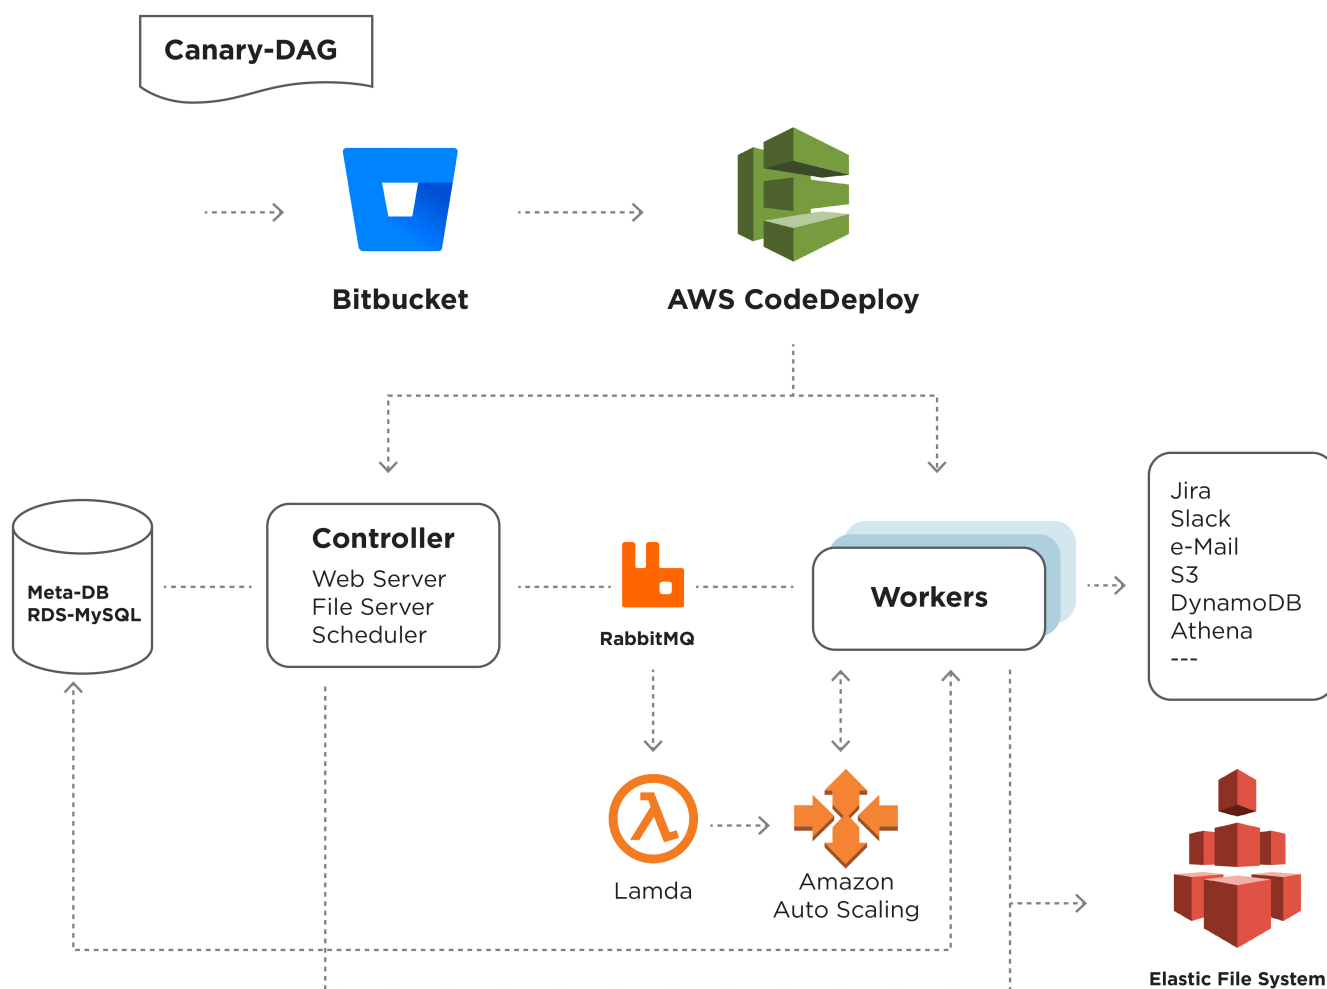 Canary-DAG
Bitbucket
AWS CodeDeploy
Meta-DB
RDS-MySQL
Controller
Web Server
File Server
Scheduler
RabbitMQ
Workers
Jira
Slack
e-Mail
S3
DynamoDB
Athena
---
Lamda
Amazon
Auto Scaling
Elastic File System